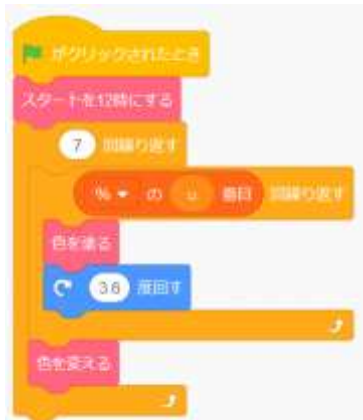 がクリックされたとき
スタートを12時にする
7 回繰り返す
% の u 番目 回繰り返す
色を塗る
3.6 度回す
色を変える